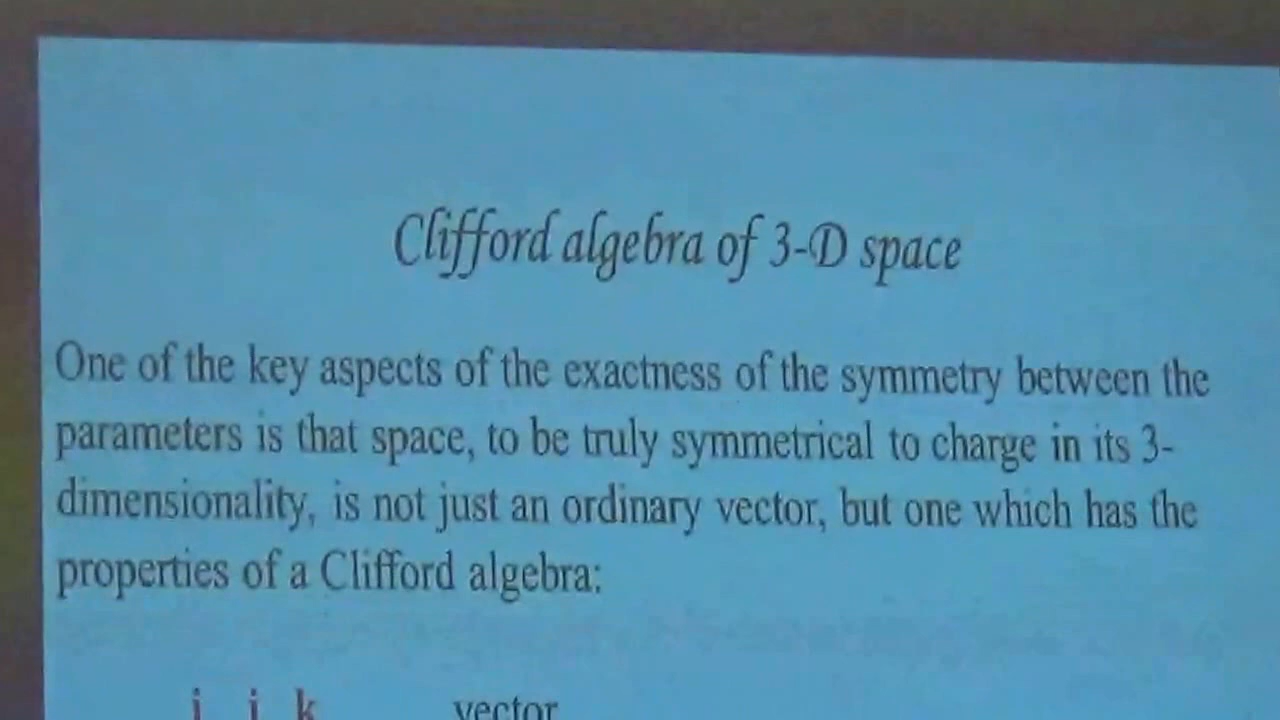 Clifford algebra of 3-D space
One of the key aspects of the exactness of the symmetry between the
parameters is that space, to be truly symmetrical to charge in its 3-
dimensionality, is not just an ordinary vector, but one which has the
properties of a Clifford algebra:
i j k vector